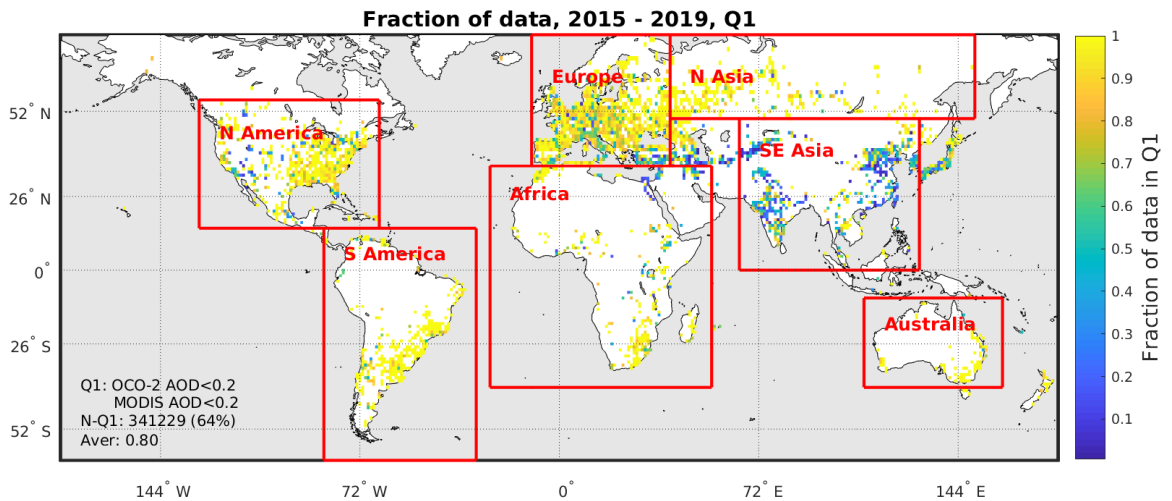 Fraction of data, 2015 - 2019, Q1
Europe
N Asia
N America
SE Asia
Africa
S America
Australia
52° N
26° N
0°
26° S
52° S
Q1: OCO-2 AOD<0.2
MODIS AOD<0.2
N-Q1: 341229 (64%)
Aver: 0.80
144° W
72° W
0°
72° E
144° E
1
0.9
0.8
0.7
0.6
0.5
0.4
0.3
0.2
0.1
Fraction of data in Q1